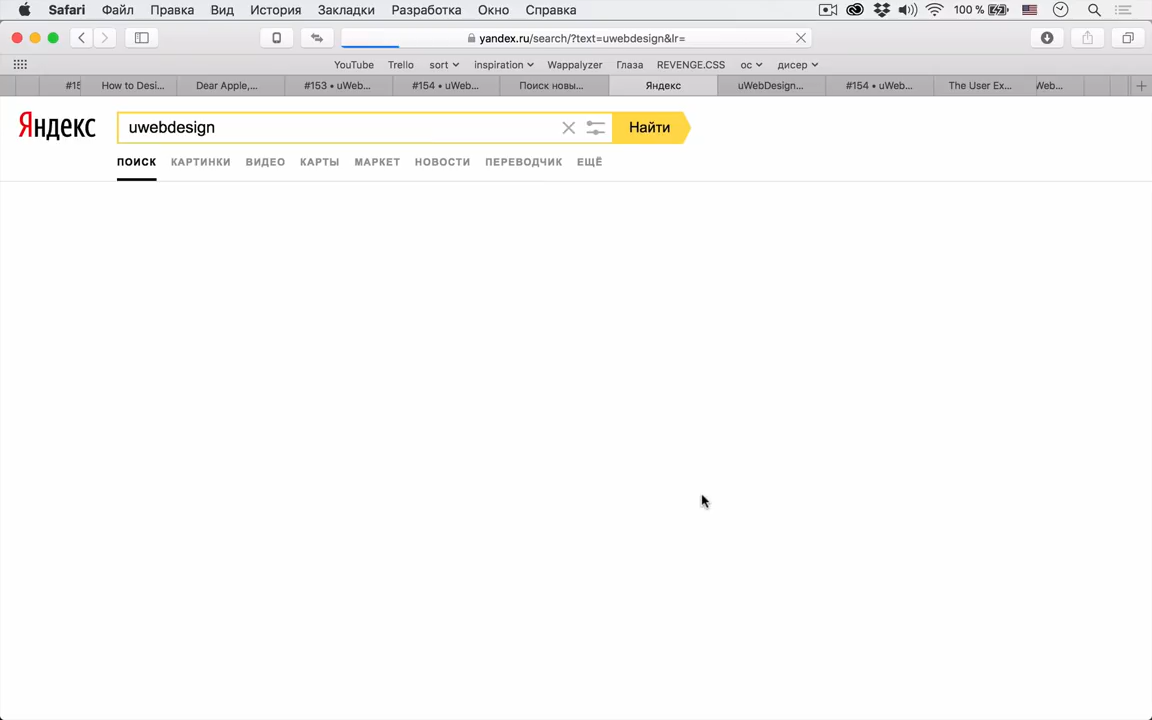 Safari Файл Правка Вид История Закладки Разработка Окно Справка 100 %
yandex.ru/search/?text=uwebdesign&lr=
YouTube Trello sort inspiration Wappalyzer Глаза REVENGE.CSS ос дисер
#15 How to Desi... Dear Apple,... #153 • uWeb... #154 • uWeb... Поиск новы... Яндекс uWebDesign... #154 • uWeb... The User Ex... Web...
Яндекс uwebdesign Найти
ПОИСК КАРТИНКИ ВИДЕО КАРТЫ МАРКЕТ НОВОСТИ ПЕРЕВОДЧИК ЕЩЁ